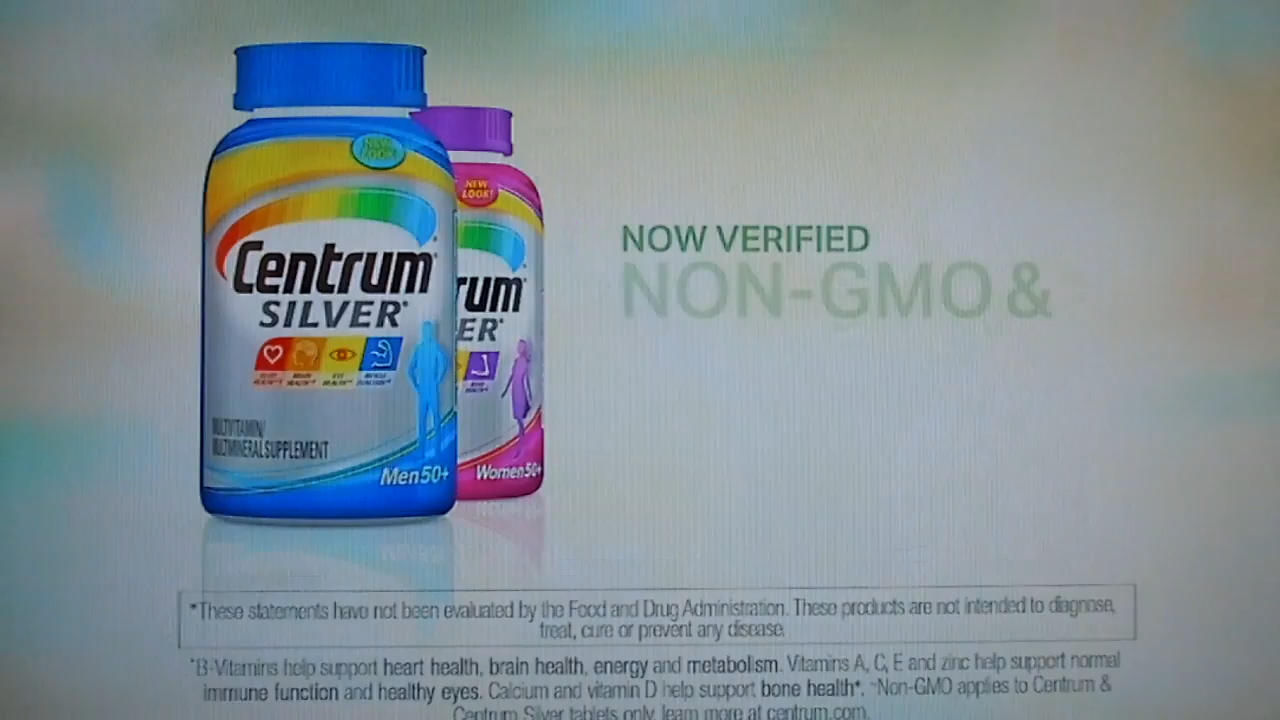 NEW LOOK!
Centrum
SILVER
MULTIVITAMIN/
MULTIMINERAL SUPPLEMENT
Men 50+
NEW
LOOK!
rum
ER
Women 50+
NOW VERIFIED
NON-GMO &
*These statements have not been evaluated by the Food and Drug Administration. These products are not intended to diagnose,
treat, cure or prevent any disease.
*B-Vitamins help support heart health, brain health, energy and metabolism. Vitamins A, C, E and zinc help support normal
immune function and healthy eyes. Calcium and vitamin D help support bone health*. ~Non-GMO applies to Centrum &
Centrum Silver tablets only, learn more at centrum.com.